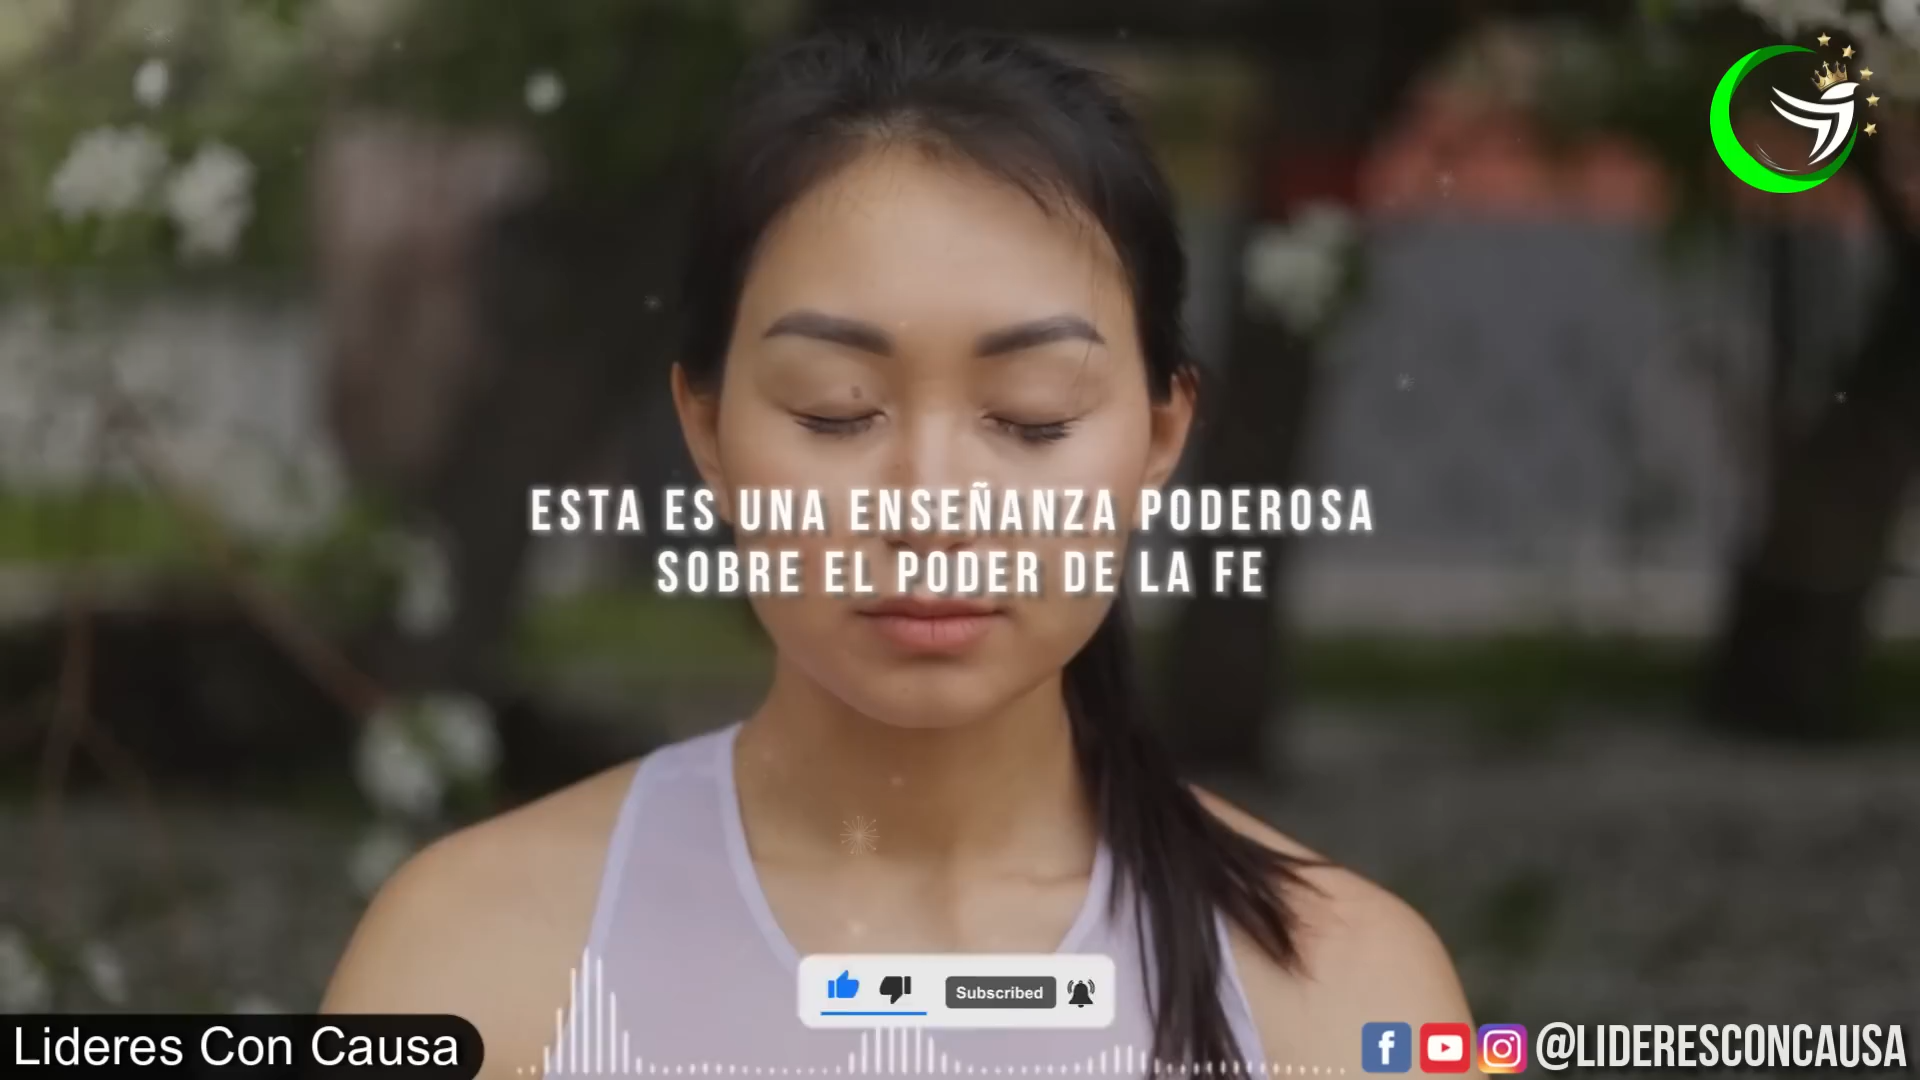 ESTA ES UNA ENSEÑANZA PODEROSA
SOBRE EL PODER DE LA FE
Subscribed
Lideres Con Causa
@LIDERESCONCAUSA